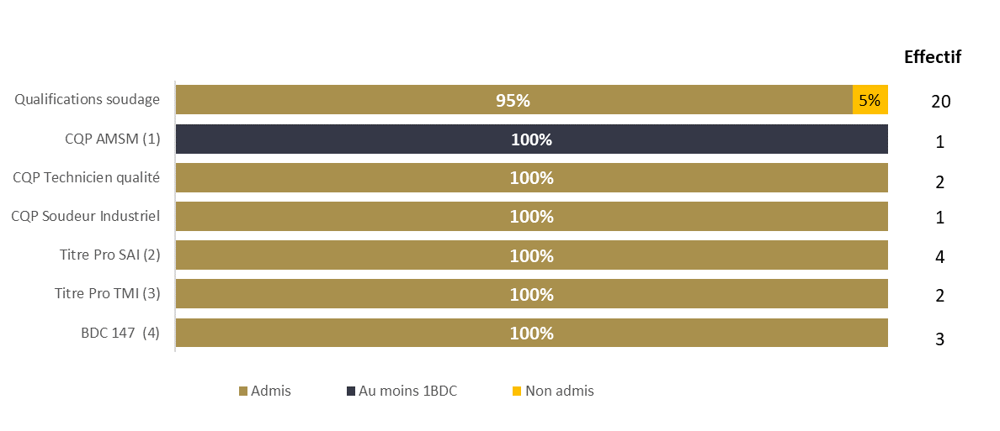 Effectif
Qualifications soudage 95% 5% 20
CQP AMSM (1) 100% 1
CQP Technicien qualité 100% 2
CQP Soudeur Industriel 100% 1
Titre Pro SAI (2) 100% 4
Titre Pro TMI (3) 100% 2
BDC 147 (4) 100% 3
Admis Au moins 1BDC Non admis